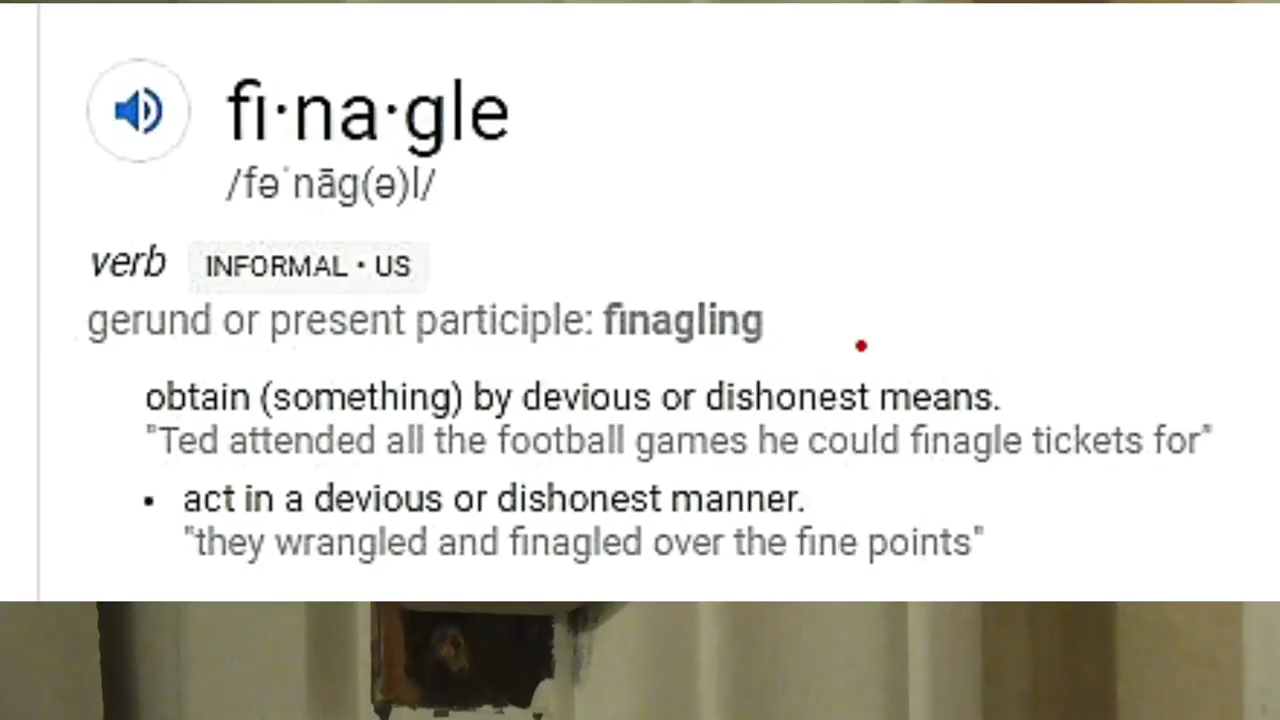 fi·na·gle
/fəˈnāɡ(ə)l/
verb INFORMAL · US
gerund or present participle: finagling
obtain (something) by devious or dishonest means.
"Ted attended all the football games he could finagle tickets for"
• act in a devious or dishonest manner.
"they wrangled and finagled over the fine points"